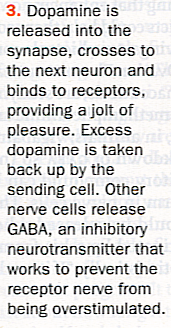 3. Dopamine is
released into the
synapse, crosses to
the next neuron and
binds to receptors,
providing a jolt of
pleasure. Excess
dopamine is taken
back up by the
sending cell. Other
nerve cells release
GABA, an inhibitory
neurotransmitter that
works to prevent the
receptor nerve from
being overstimulated.